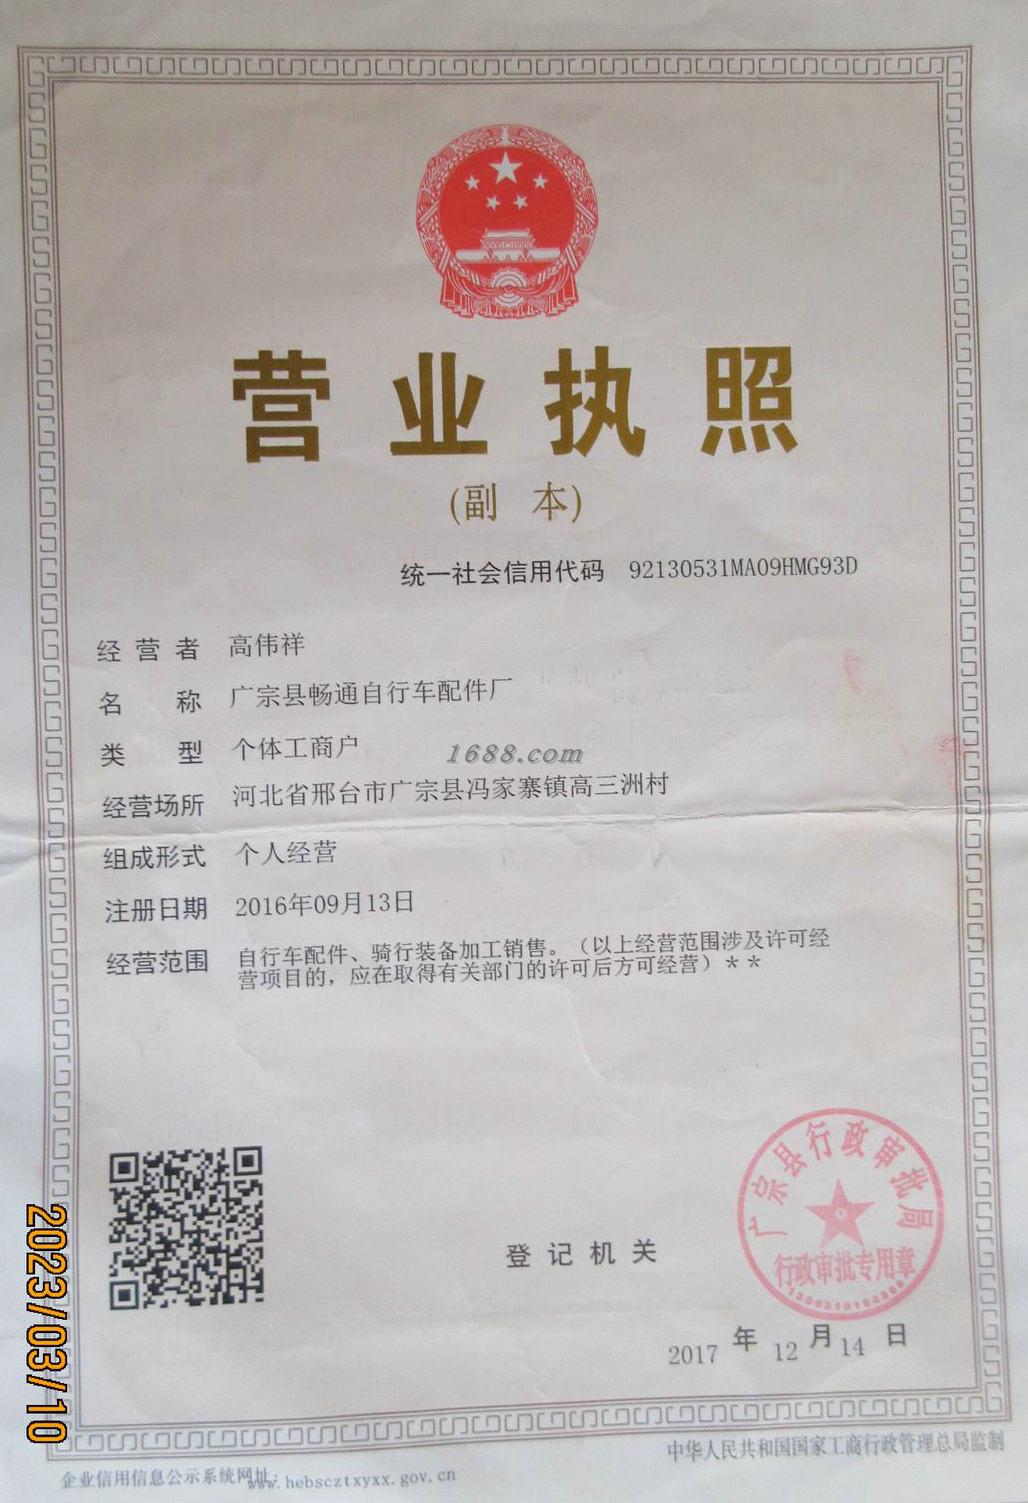 营业执照
(副 本)
统一社会信用代码 92130531MA09HMG93D
经营者 高伟祥
名称 广宗县畅通自行车配件厂
类型 个体工商户
1688.com
经营场所 河北省邢台市广宗县冯家寨镇高三洲村
组成形式 个人经营
注册日期 2016年09月13日
经营范围 自行车配件、骑行装备加工销售。(以上经营范围涉及许可经
营项目的,应在取得有关部门的许可后方可经营)**
广宗县行政审批局
行政审批专用章
登记机关
2017 年 12 月 14 日
2023/03/10
企业信用信息公示系统网址: www.hebscztxyxx.gov.cn
中华人民共和国国家工商行政管理总局监制